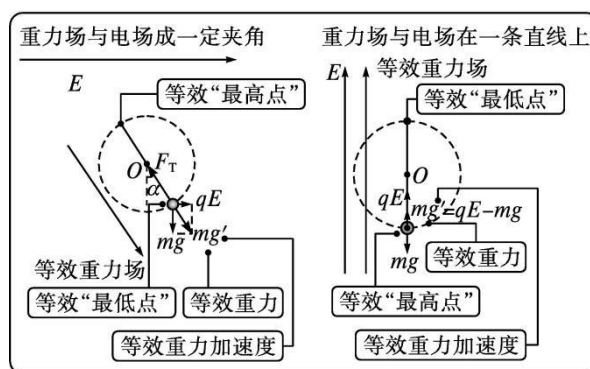 重力场与电场成一定夹角
E
等效“最高点”
O
F_T
α
qE
mg
mg′
等效重力场
等效“最低点”
等效重力
等效重力加速度
重力场与电场在一条直线上
E
等效重力场
等效“最低点”
O
qE
mg′=qE-mg
mg
等效重力
等效“最高点”
等效重力加速度